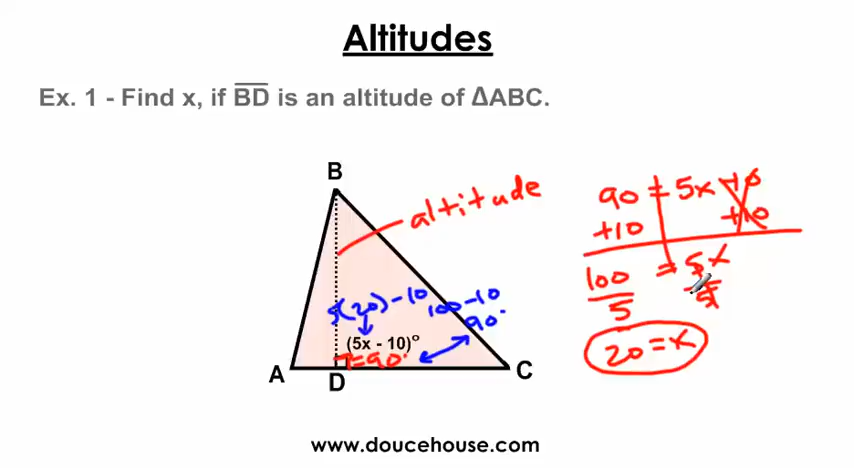 Altitudes
Ex. 1 - Find x, if BD is an altitude of ΔABC.
B
altitude
90 = 5x - 10
+10 +10
100 = 5x
5 5
20 = x
5(20) - 10
100 - 10
90°
(5x - 10)°
= 90°
A
D
C
www.doucehouse.com